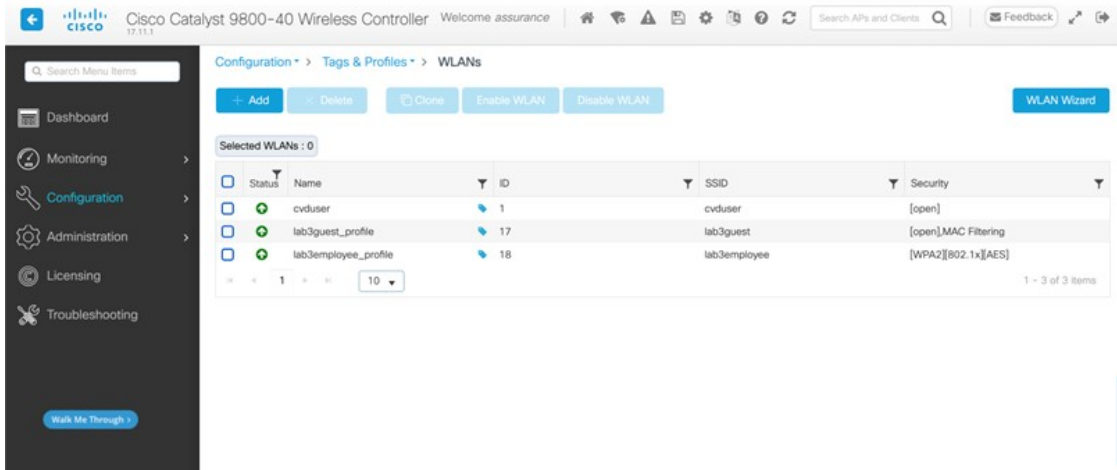 cisco Cisco Catalyst 9800-40 Wireless Controller Welcome assurance Search APs and Clients Feedback
17.11.1
Search Menu Items
Dashboard
Monitoring
Configuration
Administration
Licensing
Troubleshooting
Walk Me Through >
Configuration > Tags & Profiles > WLANs
+ Add × Delete Clone Enable WLAN Disable WLAN WLAN Wizard
Selected WLANs : 0
Status Name ID SSID Security
cvduser 1 cvduser [open]
lab3guest_profile 17 lab3guest [open],MAC Filtering
lab3employee_profile 18 lab3employee [WPA2][802.1x][AES]
1 10 1 - 3 of 3 items